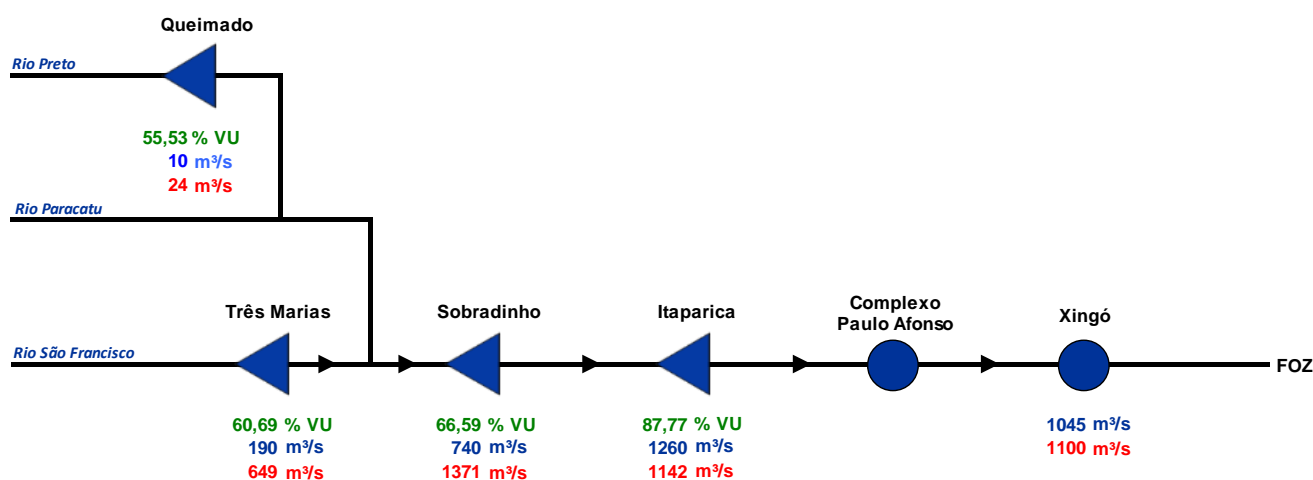 Queimado
Rio Preto
55,53 % VU
10 m³/s
24 m³/s
Rio Paracatu
Três Marias
Sobradinho
Itaparica
Complexo
Paulo Afonso
Xingó
Rio São Francisco
FOZ
60,69 % VU
190 m³/s
649 m³/s
66,59 % VU
740 m³/s
1371 m³/s
87,77 % VU
1260 m³/s
1142 m³/s
1045 m³/s
1100 m³/s